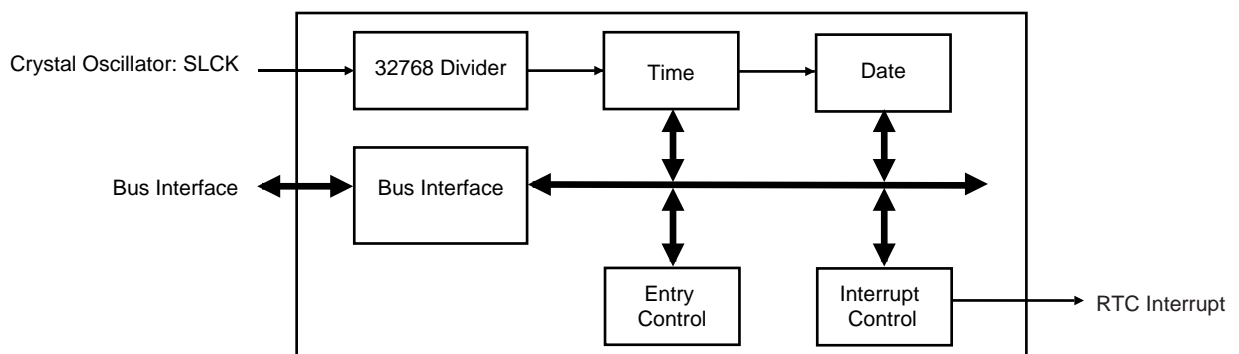 Crystal Oscillator: SLCK
32768 Divider
Time
Date
Bus Interface
Bus Interface
Entry
Control
Interrupt
Control
RTC Interrupt